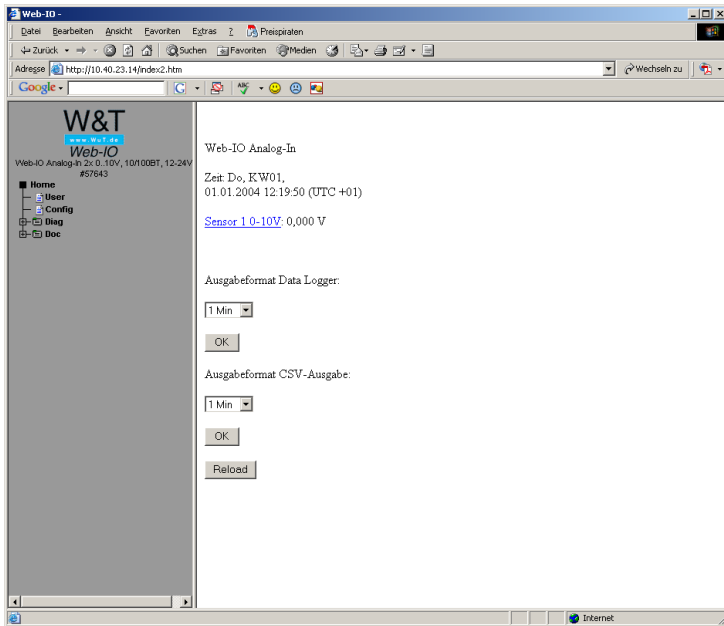 Web-IO -
Datei Bearbeiten Ansicht Favoriten Extras ? Preispiraten
Zurück Suchen Favoriten Medien
Adresse http://10.40.23.14/index2.htm Wechseln zu
Google G ABC
W&T
www.WuT.de
Web-IO
Web-IO Analog-In 2x 0..10V, 10/100BT, 12-24V
#57643
Home
User
Config
Diag
Doc
Web-IO Analog-In
Zeit: Do, KW01,
01.01.2004 12:19:50 (UTC +01)
Sensor 1 0-10V: 0,000 V
Ausgabeformat Data Logger:
1 Min
OK
Ausgabeformat CSV-Ausgabe:
1 Min
OK
Reload
Internet